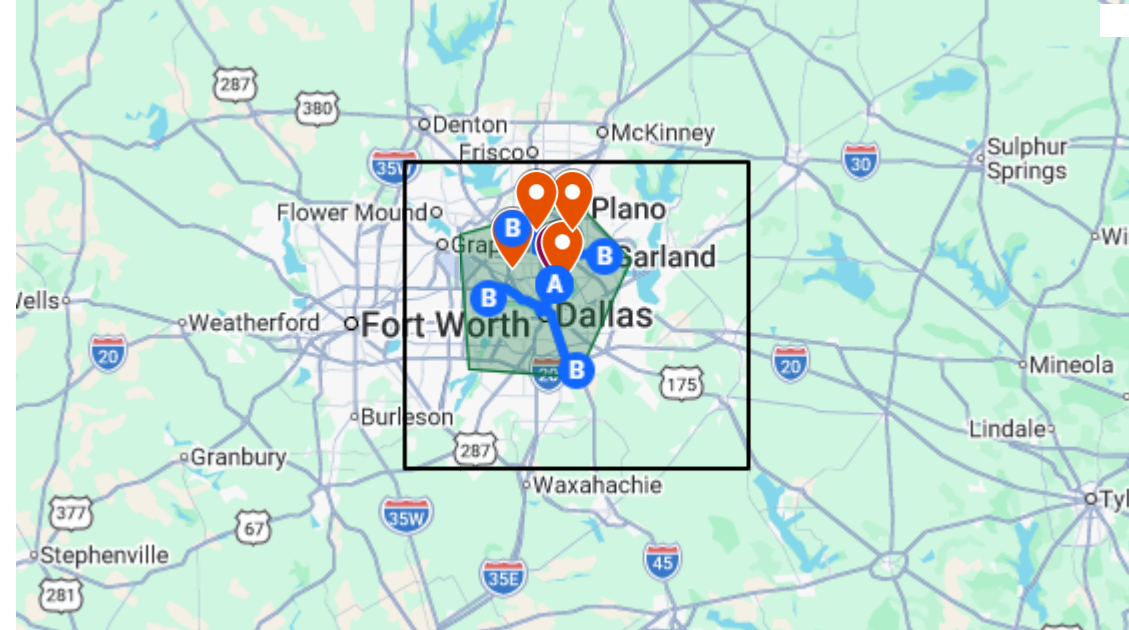 287
380
Denton
McKinney
Frisco
35W
30
Sulphur
Springs
Flower Mound
Plano
B
Grap
B
Garland
Wi
A
B
Wells
Weatherford
Fort Worth
Dallas
20
20
B
20
175
Mineola
Burleson
Lindale
287
Granbury
Waxahachie
377
67
35W
Tyl
Stephenville
35E
45
281